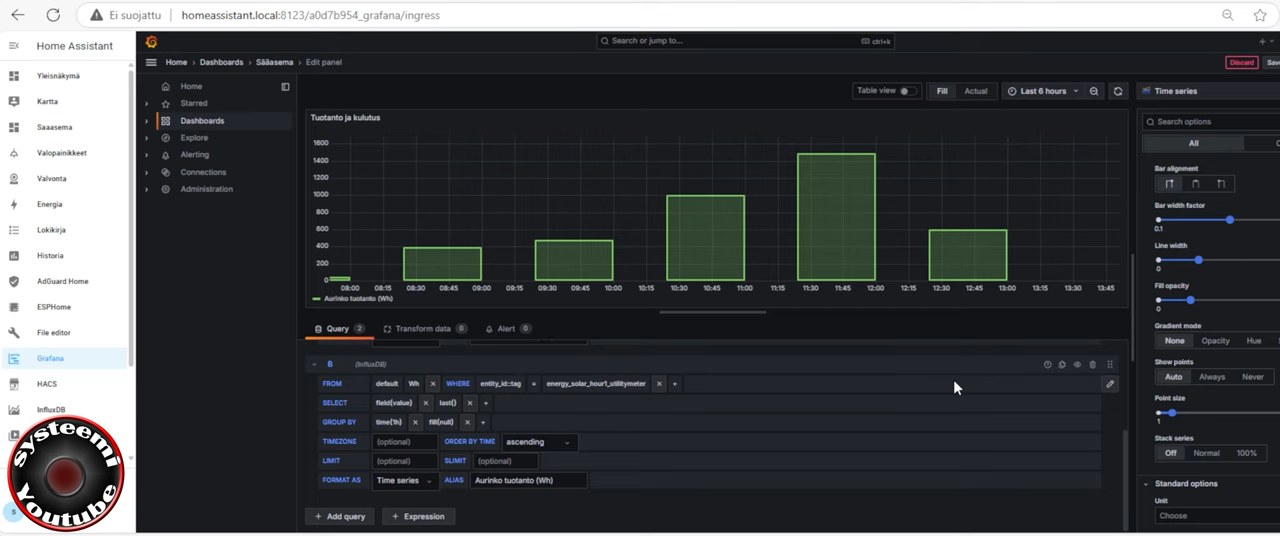 Ei suojattu
homeassistant.local:8123/a0d7b954_grafana/ingress
Home Assistant
Yleisnäkymä
Kartta
Saaasema
Valopainikkeet
Valvonta
Energia
Lokikirja
Historia
AdGuard Home
ESPHome
File editor
Grafana
HACS
InfluxDB
systeemi
Youtube
S
Search or jump to...
ctrl+k
Home > Dashboards > Sääasema > Edit panel
Discard
Home
Starred
Dashboards
Explore
Alerting
Connections
Administration
Table view
Fill
Actual
Last 6 hours
Tuotanto ja kulutus
1600
1400
1200
1000
800
600
400
200
0
08:00 08:15 08:30 08:45 09:00 09:15 09:30 09:45 10:00 10:15 10:30 10:45 11:00 11:15 11:30 11:45 12:00 12:15 12:30 12:45 13:00 13:15 13:30 13:45
Aurinko tuotanto (Wh)
Query 2
Transform data 0
Alert 0
B (InfluxDB)
FROM default Wh × WHERE entity_id::tag = energy_solar_hour1_utilitymeter × +
SELECT field(value) × last() × +
GROUP BY time(1h) × fill(null) × +
TIMEZONE (optional) ORDER BY TIME ascending
LIMIT (optional) SLIMIT (optional)
FORMAT AS Time series ALIAS Aurinko tuotanto (Wh)
+ Add query
+ Expression
Time series
Search options
All
Bar alignment
Bar width factor
0.1
Line width
0
Fill opacity
0
Gradient mode
None Opacity Hue
Show points
Auto Always Never
Point size
1
Stack series
Off Normal 100%
Standard options
Unit
Choose